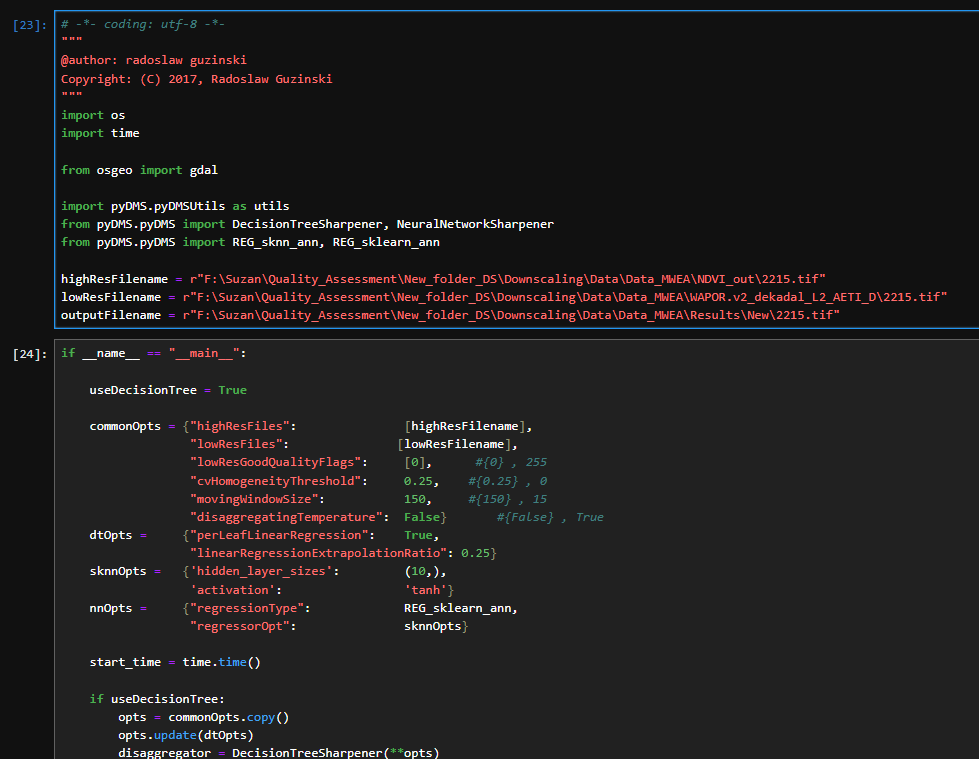 [23]: # -*- coding: utf-8 -*-
"""
@author: radoslaw guzinski
Copyright: (C) 2017, Radoslaw Guzinski
"""
import os
import time
from osgeo import gdal
import pyDMS.pyDMSUtils as utils
from pyDMS.pyDMS import DecisionTreeSharpener, NeuralNetworkSharpener
from pyDMS.pyDMS import REG_sknn_ann, REG_sklearn_ann
highResFilename = r"F:\Suzan\Quality_Assessment\New_folder_DS\Downscaling\Data\Data_MWEA\NDVI_out\2215.tif"
lowResFilename = r"F:\Suzan\Quality_Assessment\New_folder_DS\Downscaling\Data\Data_MWEA\WAPOR.v2_dekadal_L2_AETI_D\2215.tif"
outputFilename = r"F:\Suzan\Quality_Assessment\New_folder_DS\Downscaling\Data\Data_MWEA\Results\New\2215.tif"
[24]: if __name__ == "__main__":
    useDecisionTree = True
    commonOpts = {"highResFiles":               [highResFilename],
                  "lowResFiles":               [lowResFilename],
                  "lowResGoodQualityFlags":     [0],      #{0} , 255
                  "cvHomogeneityThreshold":     0.25,    #{0.25} , 0
                  "movingWindowSize":           150,     #{150} , 15
                  "disaggregatingTemperature":  False}       #{False} , True
    dtOpts =     {"perLeafLinearRegression":    True,
                  "linearRegressionExtrapolationRatio": 0.25}
    sknnOpts =   {'hidden_layer_sizes':         (10,),
                  'activation':                 'tanh'}
    nnOpts =     {"regressionType":             REG_sklearn_ann,
                  "regressorOpt":               sknnOpts}
    start_time = time.time()
    if useDecisionTree:
        opts = commonOpts.copy()
        opts.update(dtOpts)
        disaggregator = DecisionTreeSharpener(**opts)